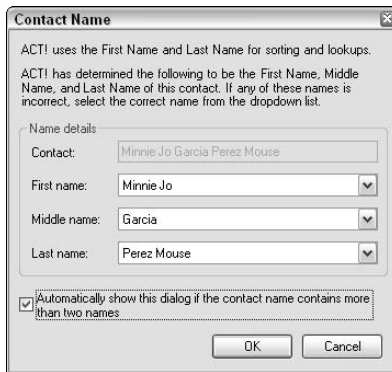 Contact Name
ACT! uses the First Name and Last Name for sorting and lookups.
ACT! has determined the following to be the First Name, Middle
Name, and Last Name of this contact. If any of these names is
incorrect, select the correct name from the dropdown list.
Name details
Contact: Minnie Jo Garcia Perez Mouse
First name: Minnie Jo
Middle name: Garcia
Last name: Perez Mouse
Automatically show this dialog if the contact name contains more
than two names
OK Cancel